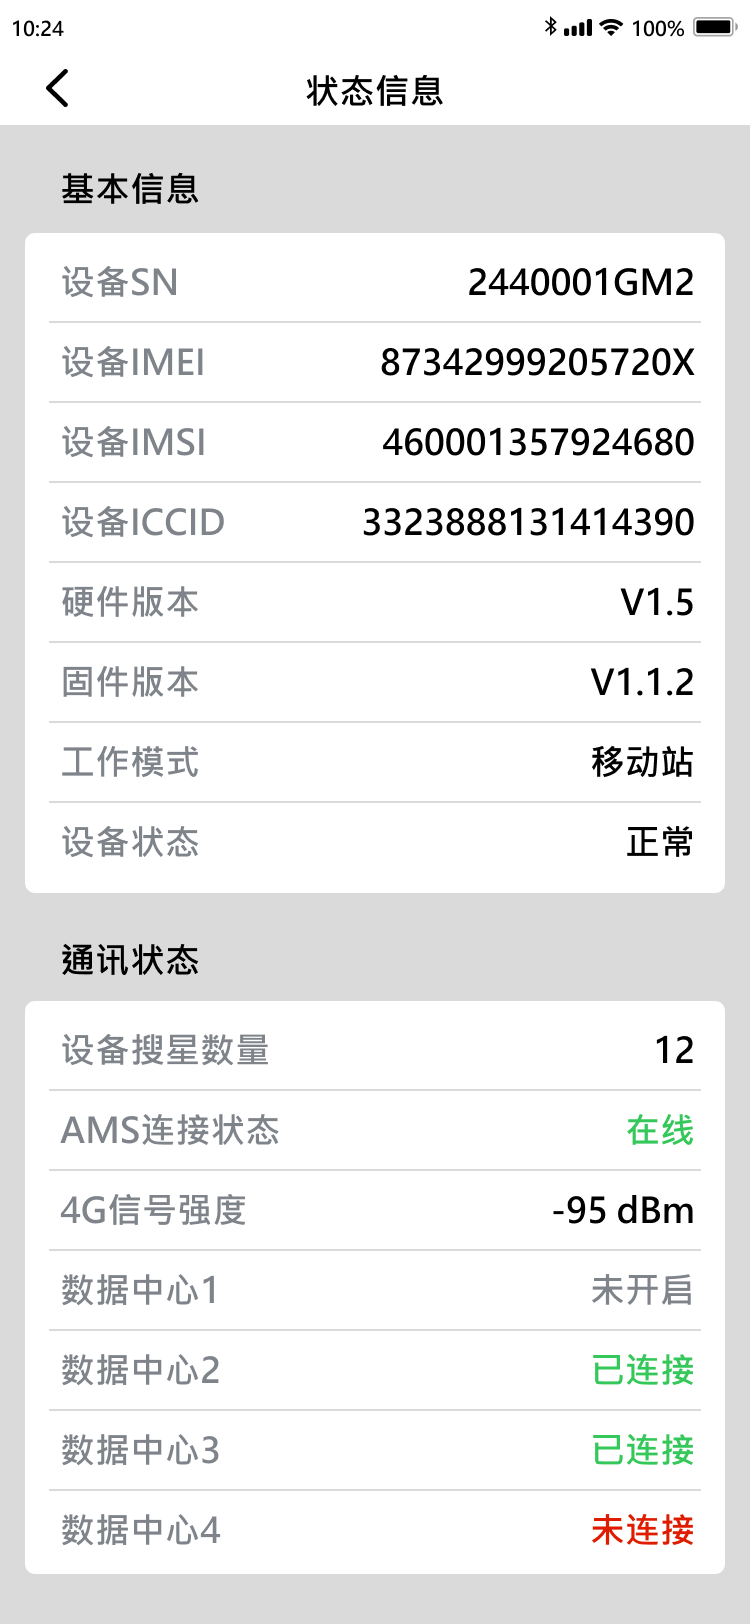 10:24 100%
状态信息
基本信息
设备SN 2440001GM2
设备IMEI 87342999205720X
设备IMSI 460001357924680
设备ICCID 3323888131414390
硬件版本 V1.5
固件版本 V1.1.2
工作模式 移动站
设备状态 正常
通讯状态
设备搜星数量 12
AMS连接状态 在线
4G信号强度 -95 dBm
数据中心1 未开启
数据中心2 已连接
数据中心3 已连接
数据中心4 未连接